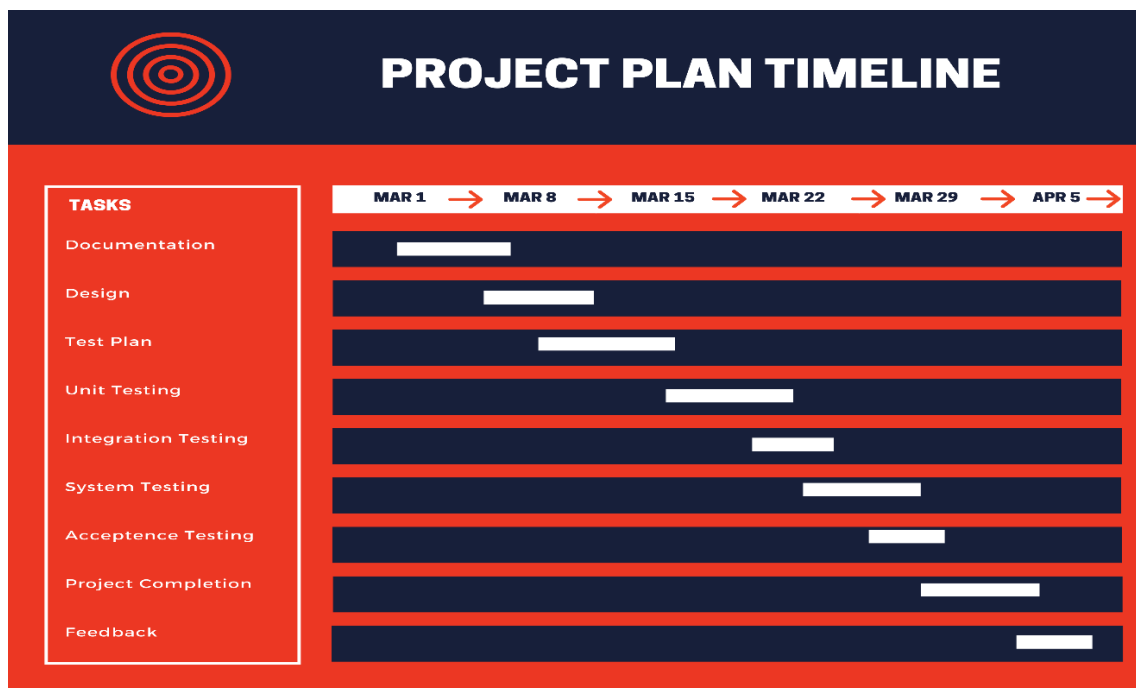 PROJECT PLAN TIMELINE
TASKS
MAR 1 → MAR 8 → MAR 15 → MAR 22 → MAR 29 → APR 5 →
Documentation
Design
Test Plan
Unit Testing
Integration Testing
System Testing
Acceptence Testing
Project Completion
Feedback